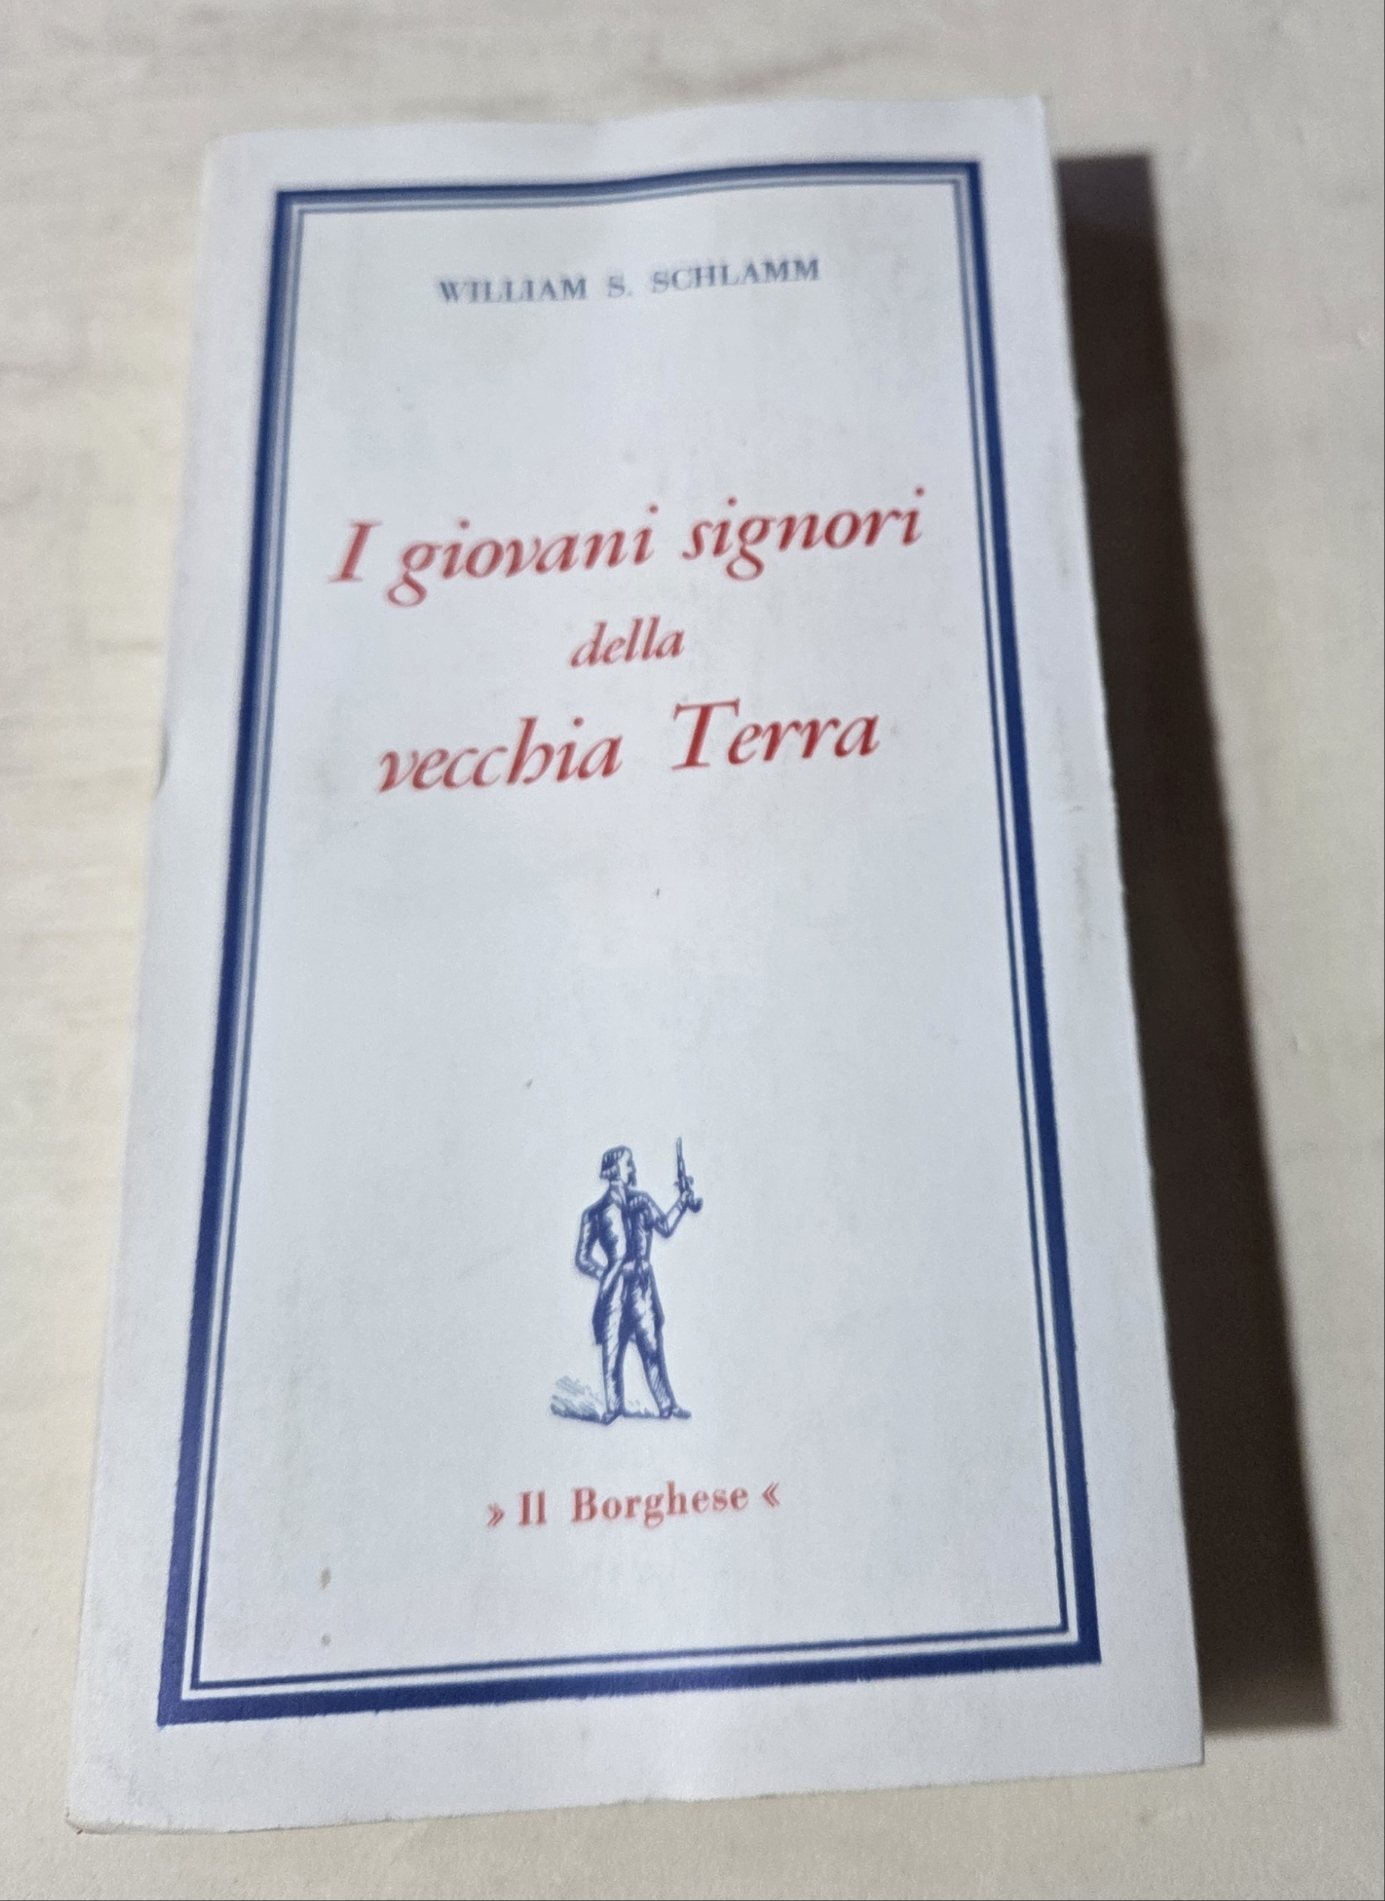 WILLIAM S. SCHLAMM
I giovani signori
della
vecchia Terra
» Il Borghese «